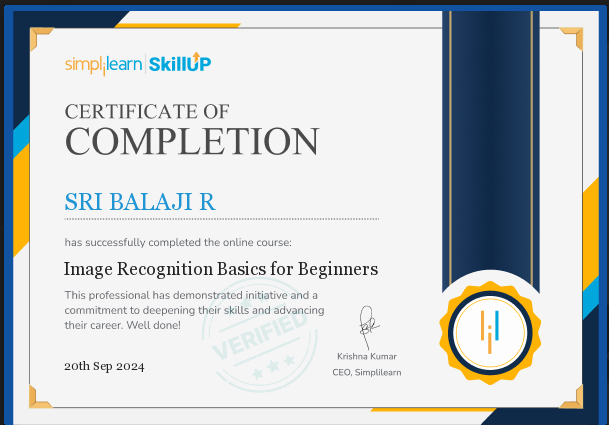 simplilearn | SkillUP
CERTIFICATE OF
COMPLETION
SRI BALAJI R
has successfully completed the online course:
Image Recognition Basics for Beginners
This professional has demonstrated initiative and a
commitment to deepening their skills and advancing
their career. Well done!
VERIFIED
20th Sep 2024
Krishna Kumar
CEO, Simplilearn